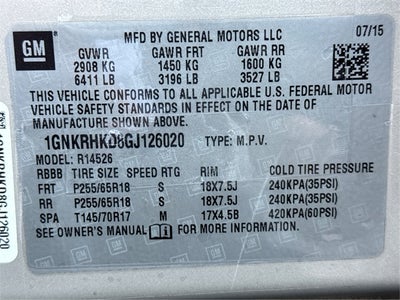 GM
MFD BY GENERAL MOTORS LLC 07/15
GVWR GAWR FRT GAWR RR
2908 KG 1450 KG 1600 KG
6411 LB 3196 LB 3527 LB
THIS VEHICLE CONFORMS TO ALL APPLICABLE U.S. FEDERAL MOTOR
VEHICLE SAFETY STANDARDS IN EFFECT ON THE DATE OF
MANUFACTURE SHOWN ABOVE.
1GNKRHKD8GJ126020 TYPE: M.P.V.
MODEL: R14526
RBBB TIRE SIZE SPEED RTG RIM COLD TIRE PRESSURE
FRT P255/65R18 S 18X7.5J 240KPA(35PSI)
RR P255/65R18 S 18X7.5J 240KPA(35PSI)
SPA T145/70R17 M 17X4.5B 420KPA(60PSI)
SEE OWNER'S MANUAL